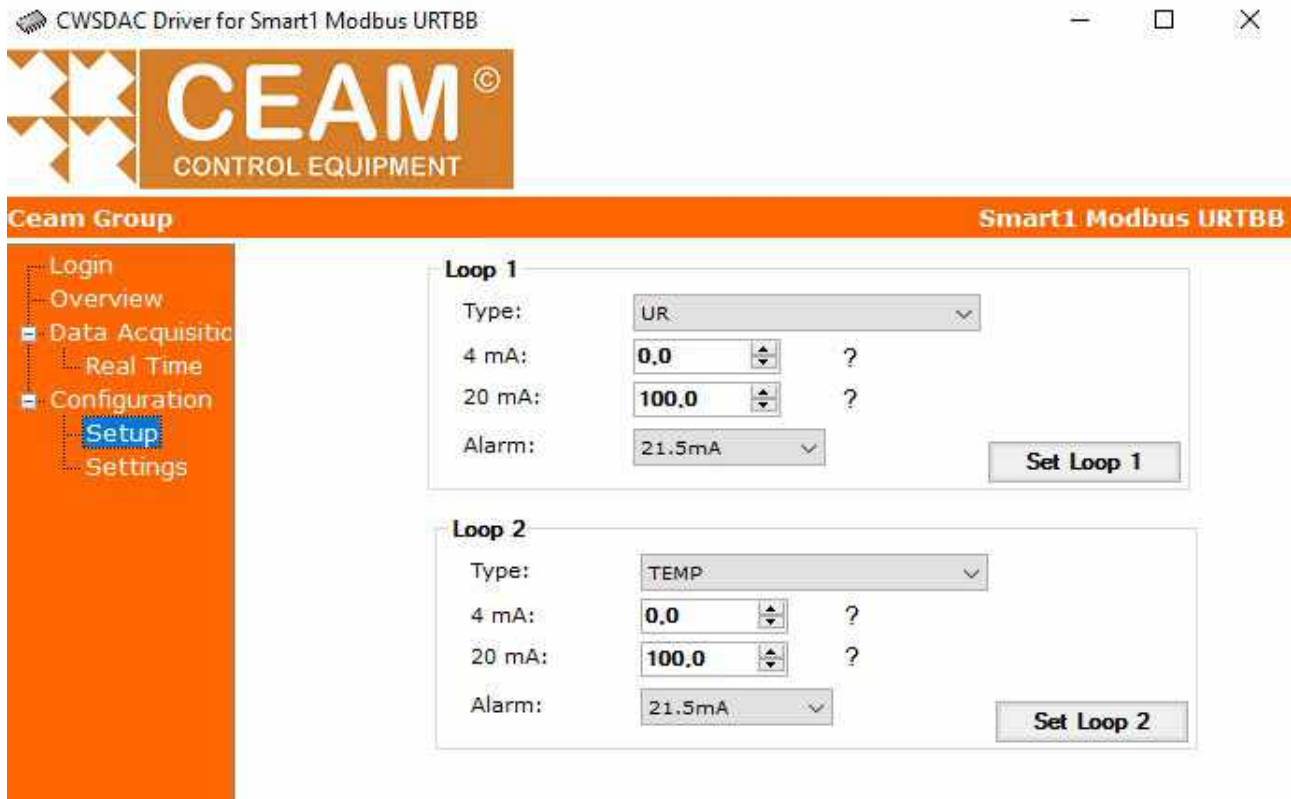 CWSDAC Driver for Smart1 Modbus URTBB
CEAM ©
CONTROL EQUIPMENT
Ceam Group
Smart1 Modbus URTBB
Login
Overview
Data Acquisitio
Real Time
Configuration
Setup
Settings
Loop 1
Type: UR
4 mA: 0,0 ?
20 mA: 100,0 ?
Alarm: 21.5mA
Set Loop 1
Loop 2
Type: TEMP
4 mA: 0,0 ?
20 mA: 100,0 ?
Alarm: 21.5mA
Set Loop 2